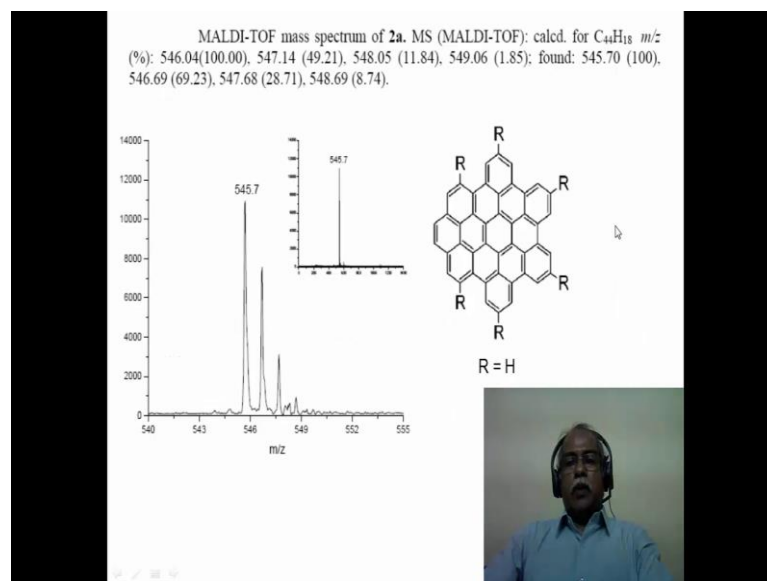 MALDI-TOF mass spectrum of 2a. MS (MALDI-TOF): calcd. for C₄₄H₁₈ m/z
(%): 546.04(100.00), 547.14 (49.21), 548.05 (11.84), 549.06 (1.85); found: 545.70 (100),
546.69 (69.23), 547.68 (28.71), 548.69 (8.74).
14000
12000
10000
8000
6000
4000
2000
0
545.7
540
543
546
549
552
555
m/z
545.7
R
R
R
R
R
R
R = H